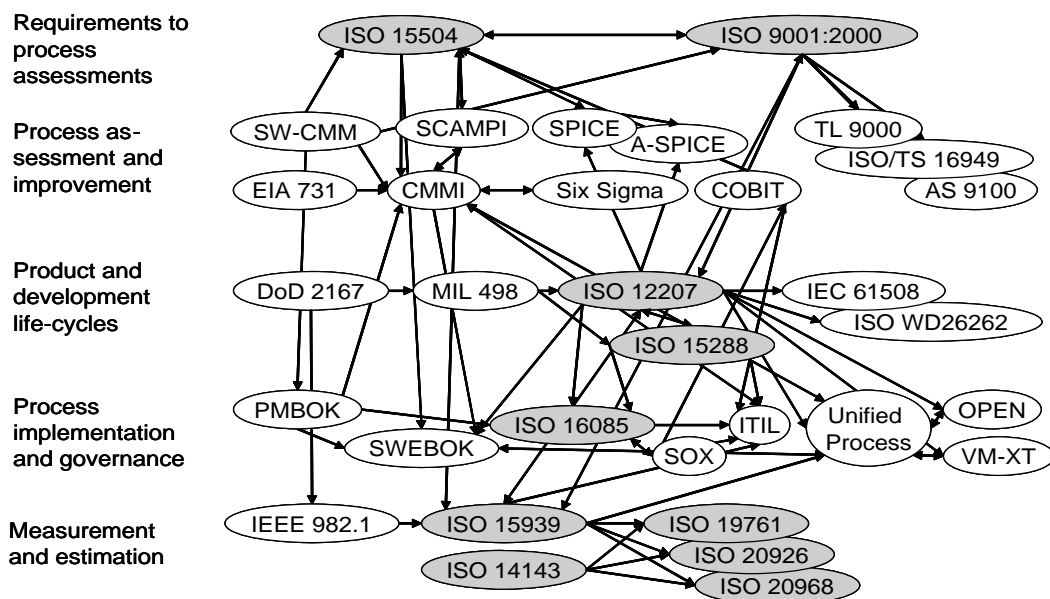 Requirements to
process
assessments
ISO 15504
ISO 9001:2000
Process as-
sessment and
improvement
SW-CMM
SCAMPI
SPICE
A-SPICE
TL 9000
ISO/TS 16949
AS 9100
EIA 731
CMMI
Six Sigma
COBIT
Product and
development
life-cycles
DoD 2167
MIL 498
ISO 12207
IEC 61508
ISO WD26262
ISO 15288
Process
implementation
and governance
PMBOK
ISO 16085
ITIL
Unified
Process
OPEN
SWEBOK
SOX
VM-XT
Measurement
and estimation
IEEE 982.1
ISO 15939
ISO 19761
ISO 14143
ISO 20926
ISO 20968